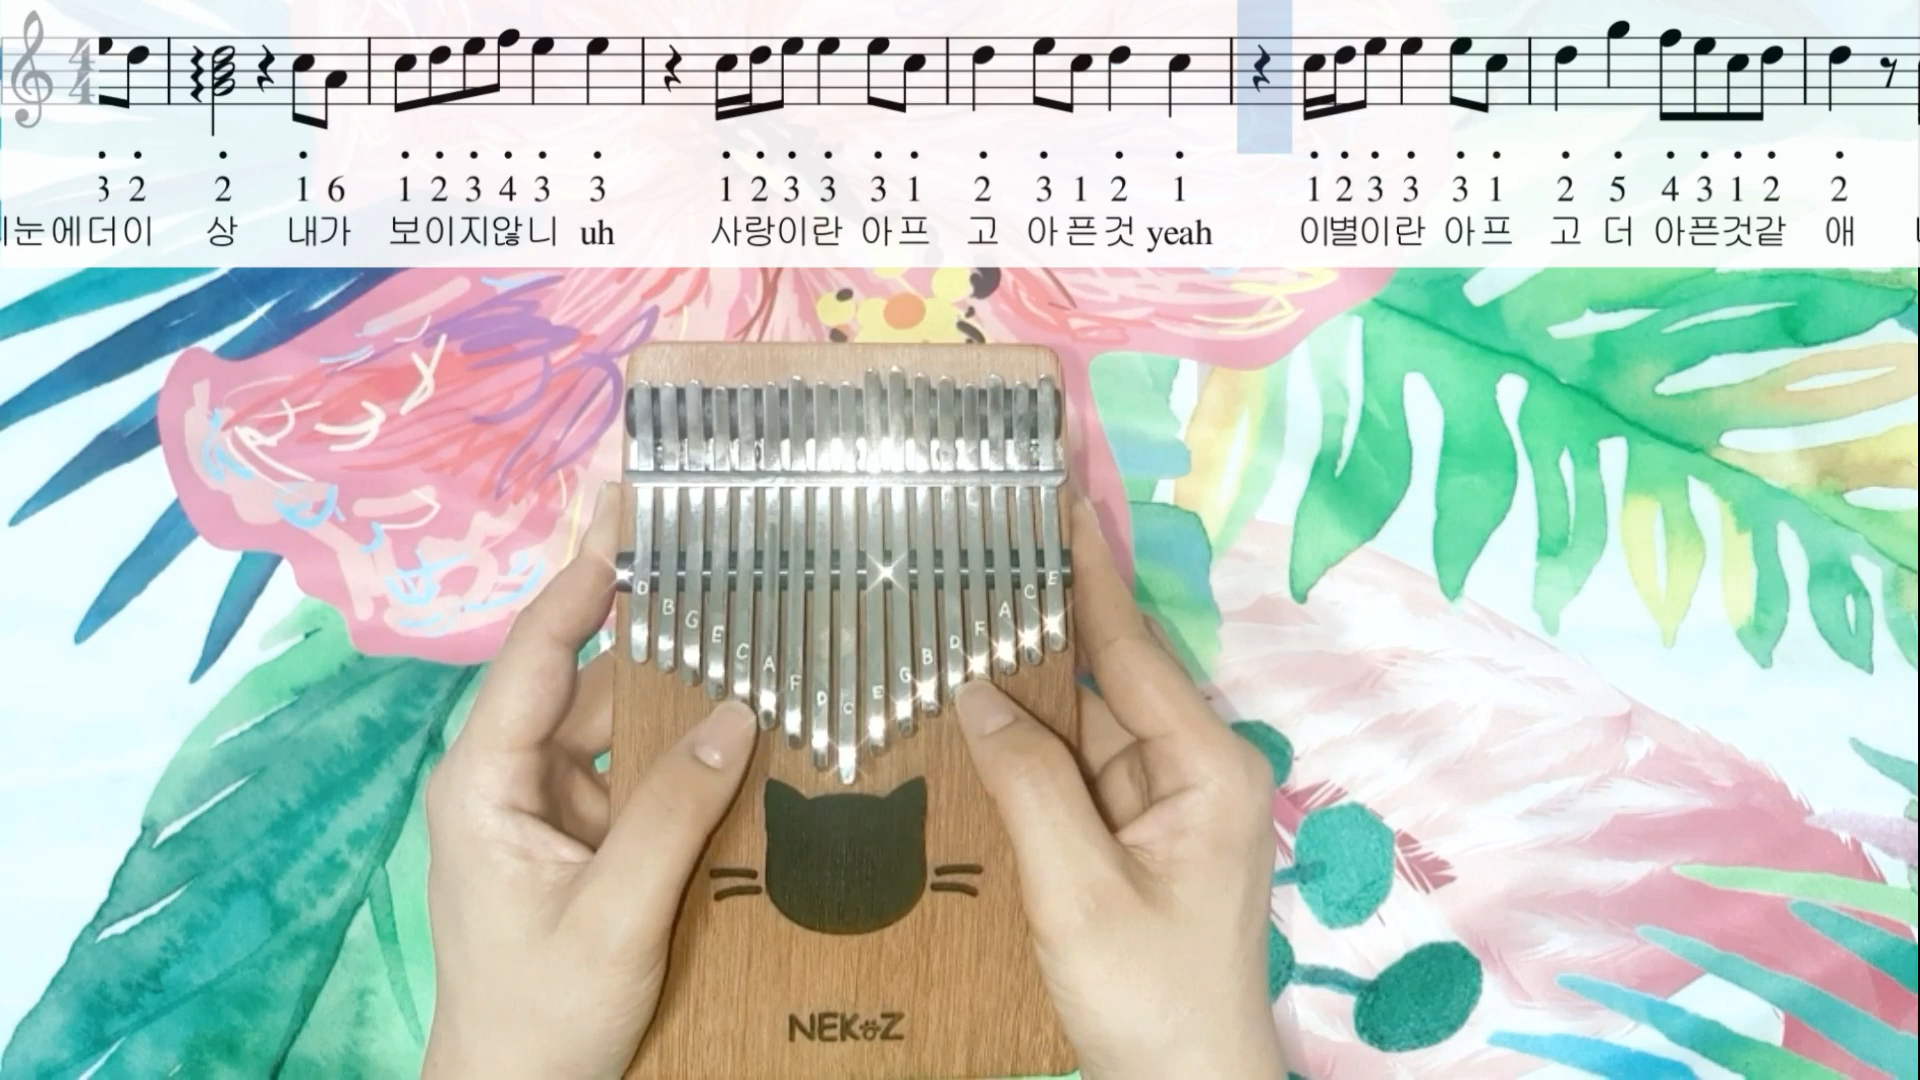 3 2 2 1 6 1 2 3 4 3 3 1 2 3 3 3 1 2 3 1 2 1 1 2 3 3 3 1 2 5 4 3 1 2 2
눈에더이 상 내가 보이지않니 uh 사랑이란 아프 고 아픈것 yeah 이별이란 아프 고 더 아픈것같 애
D B G E C A F D C E G B D F A C E
NEKOZ